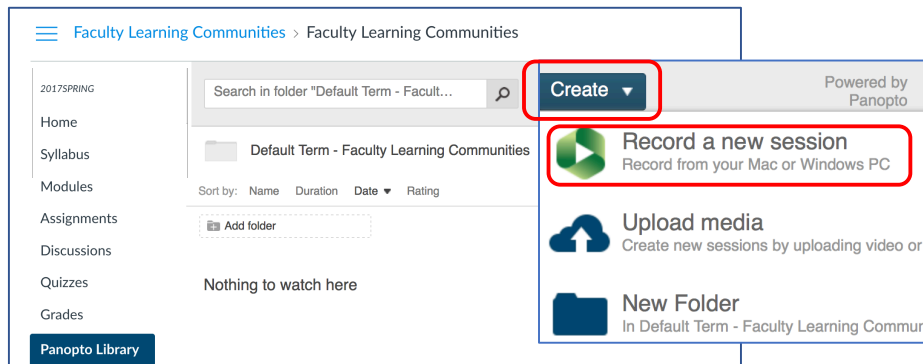 Faculty Learning Communities > Faculty Learning Communities
2017SPRING
Home
Syllabus
Modules
Assignments
Discussions
Quizzes
Grades
Panopto Library
Search in folder "Default Term - Facult...
Default Term - Faculty Learning Communities
Sort by: Name Duration Date ▼ Rating
Add folder
Nothing to watch here
Create ▼
Powered by
Panopto
Record a new session
Record from your Mac or Windows PC
Upload media
Create new sessions by uploading video or
New Folder
In Default Term - Faculty Learning Commun